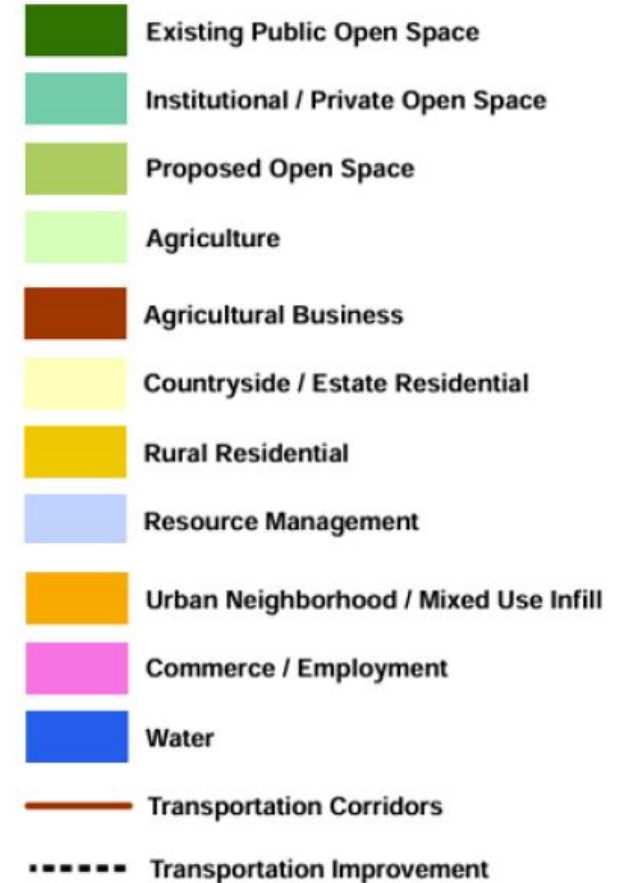 Existing Public Open Space
Institutional / Private Open Space
Proposed Open Space
Agriculture
Agricultural Business
Countryside / Estate Residential
Rural Residential
Resource Management
Urban Neighborhood / Mixed Use Infill
Commerce / Employment
Water
Transportation Corridors
Transportation Improvement